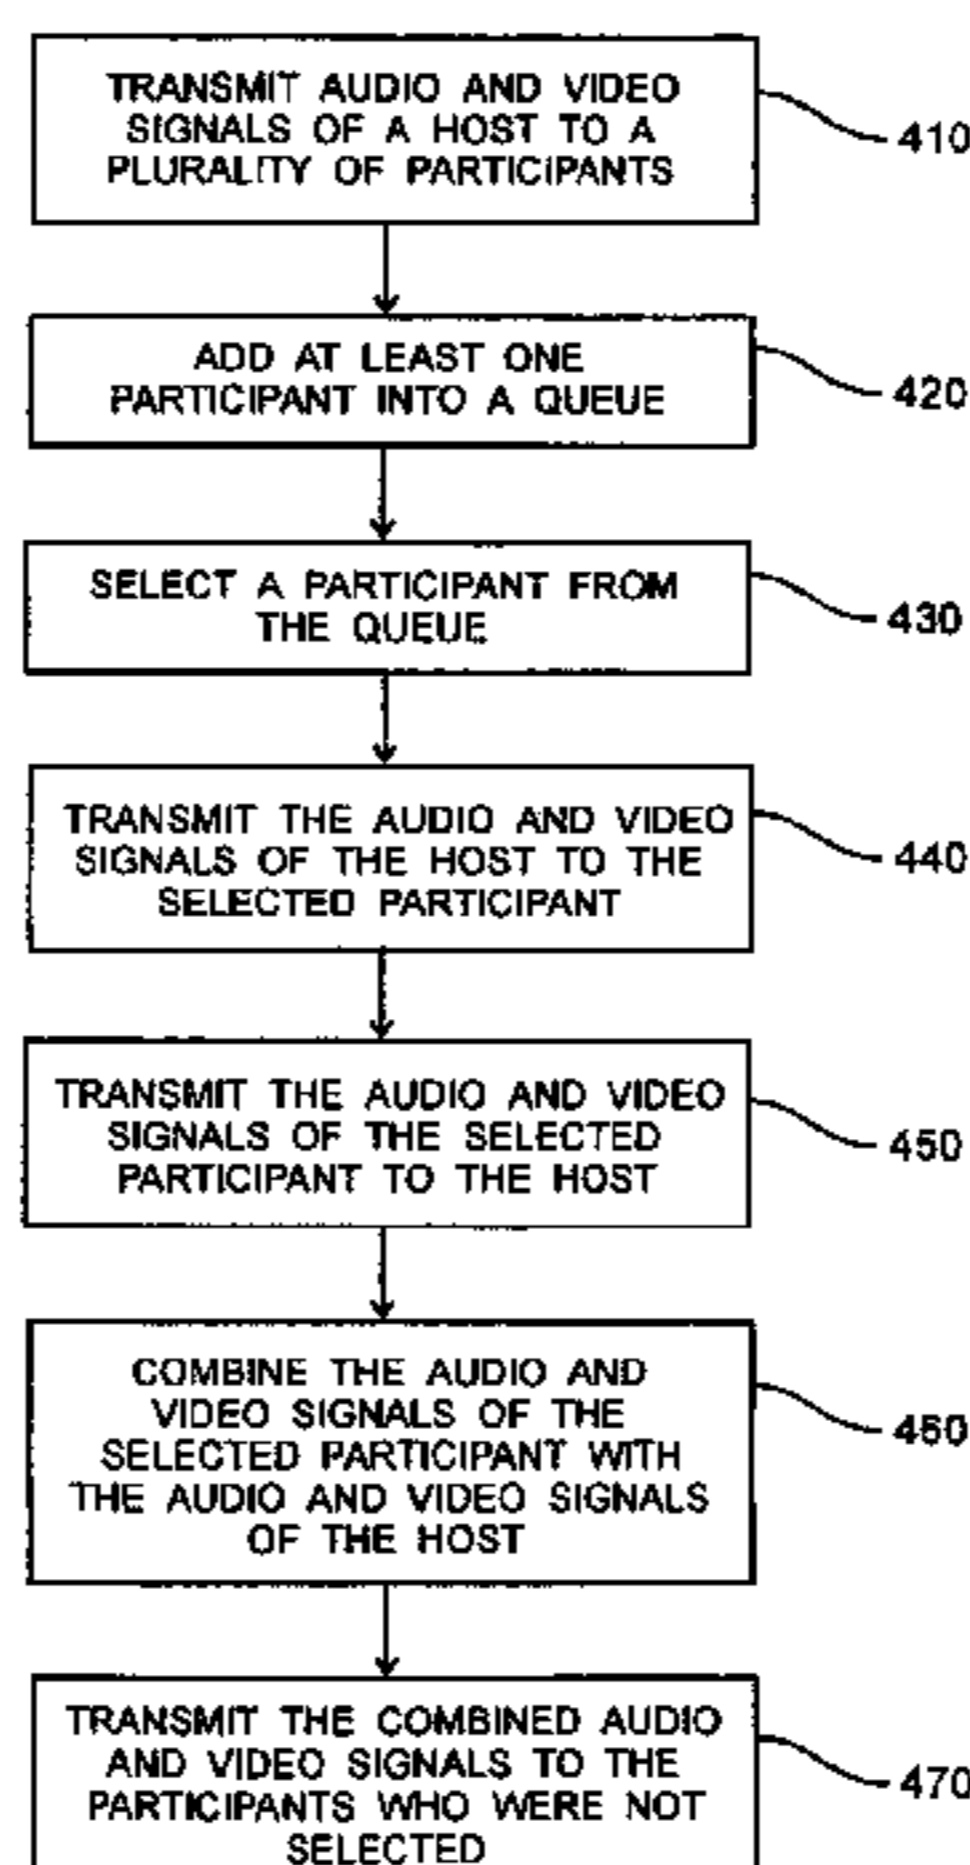 TRANSMIT AUDIO AND VIDEO
SIGNALS OF A HOST TO A
PLURALITY OF PARTICIPANTS
410
ADD AT LEAST ONE
PARTICIPANT INTO A QUEUE
420
SELECT A PARTICIPANT FROM
THE QUEUE
430
TRANSMIT THE AUDIO AND VIDEO
SIGNALS OF THE HOST TO THE
SELECTED PARTICIPANT
440
TRANSMIT THE AUDIO AND VIDEO
SIGNALS OF THE SELECTED
PARTICIPANT TO THE HOST
450
COMBINE THE AUDIO AND
VIDEO SIGNALS OF THE
SELECTED PARTICIPANT WITH
THE AUDIO AND VIDEO SIGNALS
OF THE HOST
460
TRANSMIT THE COMBINED AUDIO
AND VIDEO SIGNALS TO THE
PARTICIPANTS WHO WERE NOT
SELECTED
470